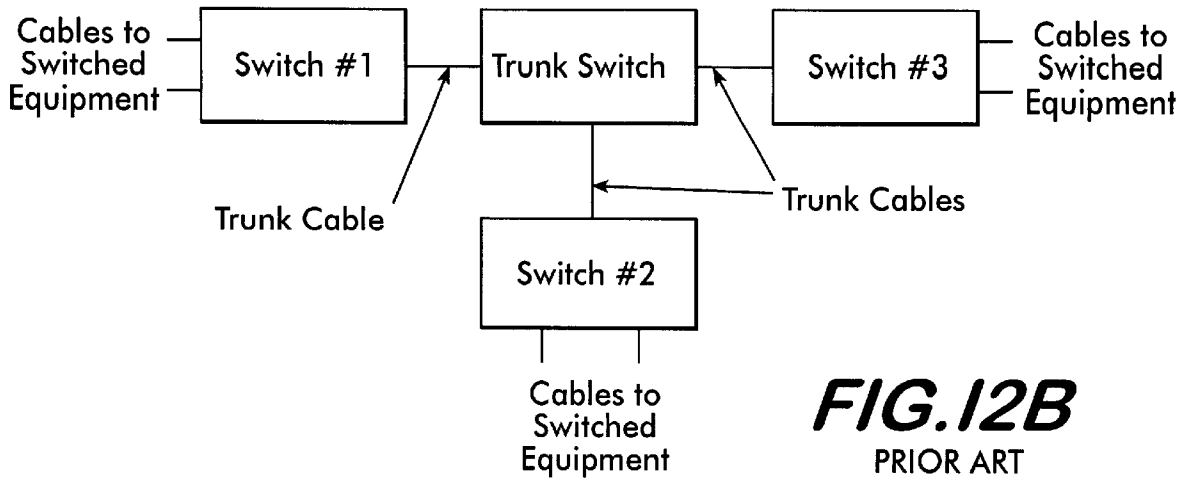 Cables to
Switched
Equipment
Switch #1
Trunk Switch
Switch #3
Cables to
Switched
Equipment
Trunk Cable
Trunk Cables
Switch #2
Cables to
Switched
Equipment
FIG.12B
PRIOR ART